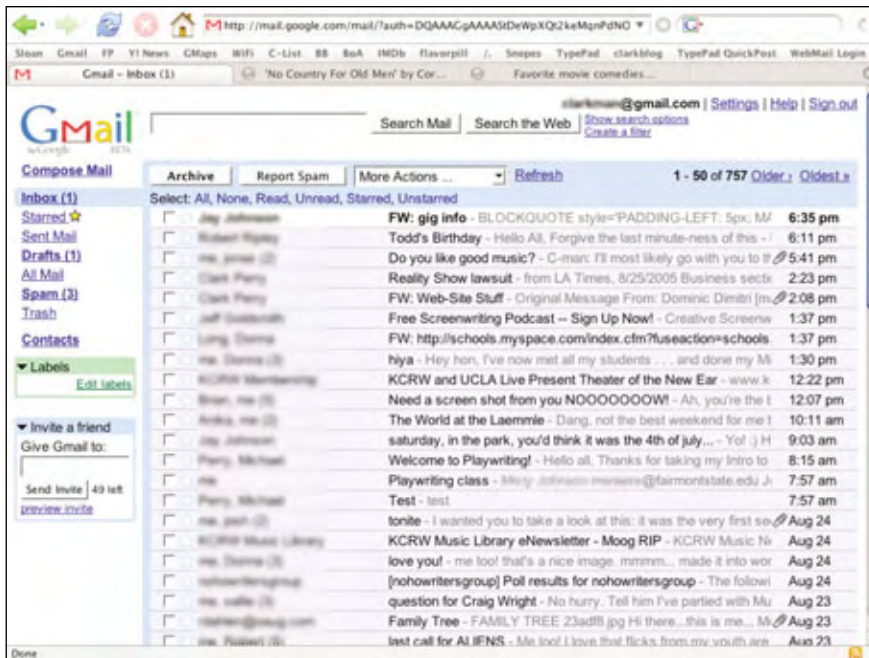 http://mail.google.com/mail/?auth=DQAAACgAAAAStDeWpXQt2keMqnPdNO
Sloan Gmail FP Y! News GMaps WiFi C-List BB BoA IMDb flavorpill /. Snopes TypePad clarkblog TypePad QuickPost WebMail Login
Gmail - Inbox (1) 'No Country For Old Men' by Cor... Favorite movie comedies...
@gmail.com | Settings | Help | Sign out
Gmail
by Google BETA
Search Mail Search the Web Show search options
Create a filter
Compose Mail
Archive Report Spam More Actions ... Refresh 1 - 50 of 757 Older › Oldest »
Inbox (1)
Select: All, None, Read, Unread, Starred, Unstarred
Starred
Sent Mail
Drafts (1)
All Mail
Spam (3)
Trash
Contacts
Labels
Edit labels
Invite a friend
Give Gmail to:
Send Invite 49 left
preview invite
FW: gig info - BLOCKQUOTE style='PADDING-LEFT: 5px; MA 6:35 pm
Todd's Birthday - Hello All, Forgive the last minute-ness of this - 6:11 pm
Do you like good music? - C-man: I'll most likely go with you to 5:41 pm
Reality Show lawsuit - from LA Times, 8/25/2005 Business secti 2:23 pm
FW: Web-Site Stuff - Original Message From: Dominic Dimitri [m 2:08 pm
Free Screenwriting Podcast -- Sign Up Now! - Creative Screenw 1:37 pm
FW: http://schools.myspace.com/index.cfm?fuseaction=schools 1:37 pm
hiya - Hey hon, I've now met all my students . . . and done my Mi 1:30 pm
KCRW and UCLA Live Present Theater of the New Ear - www.k 12:22 pm
Need a screen shot from you NOOOOOOOW! - Ah, you're the 12:07 pm
The World at the Laemmle - Dang, not the best weekend for me 10:11 am
saturday, in the park, you'd think it was the 4th of july... - Yo! :) H 9:03 am
Welcome to Playwriting! - Hello all, Thanks for taking my Intro to 8:15 am
Playwriting class - @fairmontstate.edu 7:57 am
Test - test 7:57 am
tonite - I wanted you to take a look at this: it was the very first Aug 24
KCRW Music Library eNewsletter - Moog RIP - KCRW Music Aug 24
love you! - me too! that's a nice image. mmmm... made it into wor Aug 24
[nohowritersgroup] Poll results for nohowritersgroup - The followi Aug 24
question for Craig Wright - No hurry. Tell him I've partied with Mu Aug 23
Family Tree - FAMILY TREE 23adf8.jpg Hi there...this is me... Aug 23
last call for ALIENS - Me too! I love that flicks from my youth are Aug 23
Done